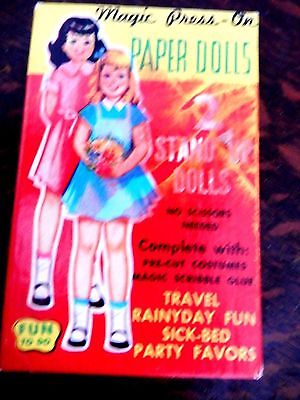 Magic Press-On
PAPER DOLLS
2
STAND UP
DOLLS
NO SCISSORS
NEEDED
Complete with:
PRE-CUT COSTUMES
MAGIC SCRIBBLE GLUE
TRAVEL
RAINYDAY FUN
SICK-BED
PARTY FAVORS
FUN
TO DO